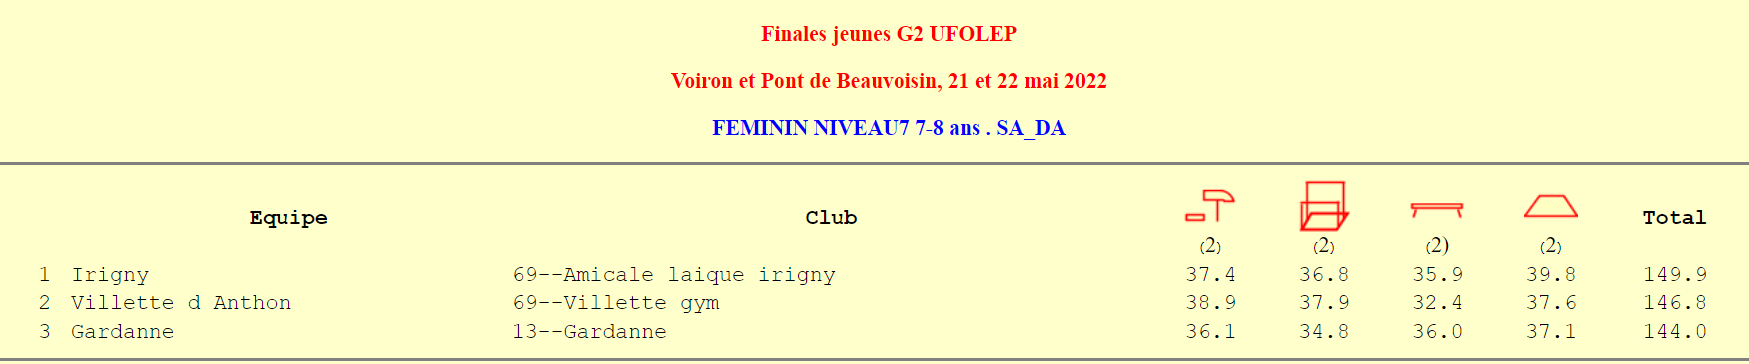 Finales jeunes G2 UFOLEP
Voiron et Pont de Beauvoisin, 21 et 22 mai 2022
FEMININ NIVEAU7 7-8 ans . SA_DA
Equipe Club Total
(2) (2) (2) (2)
1 Irigny 69--Amicale laique irigny 37.4 36.8 35.9 39.8 149.9
2 Villette d Anthon 69--Villette gym 38.9 37.9 32.4 37.6 146.8
3 Gardanne 13--Gardanne 36.1 34.8 36.0 37.1 144.0